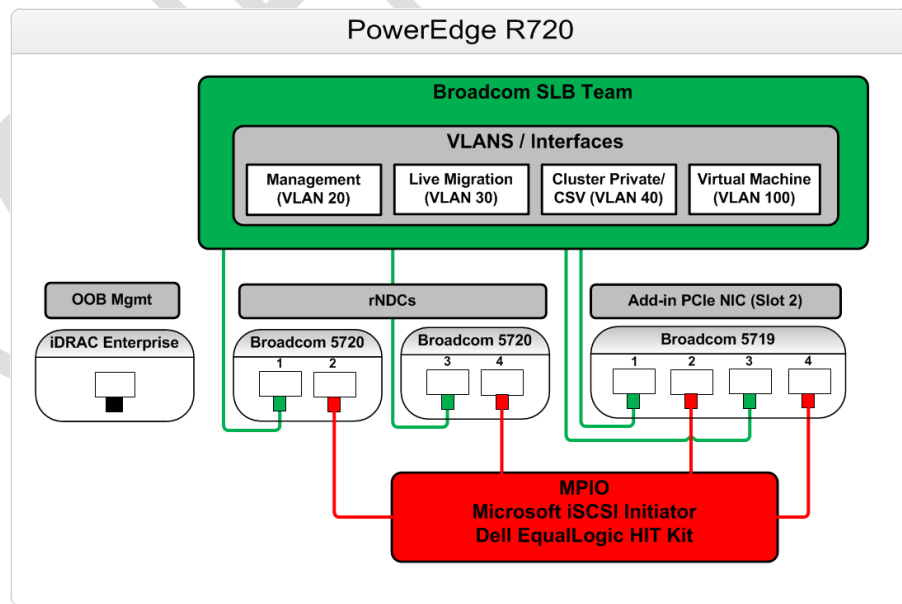 PowerEdge R720
Broadcom SLB Team
VLANS / Interfaces
Management
(VLAN 20)
Live Migration
(VLAN 30)
Cluster Private/
CSV (VLAN 40)
Virtual Machine
(VLAN 100)
OOB Mgmt
rNDCs
Add-in PCIe NIC (Slot 2)
iDRAC Enterprise
Broadcom 5720
1 2
Broadcom 5720
3 4
Broadcom 5719
1 2 3 4
MPIO
Microsoft iSCSI Initiator
Dell EqualLogic HIT Kit